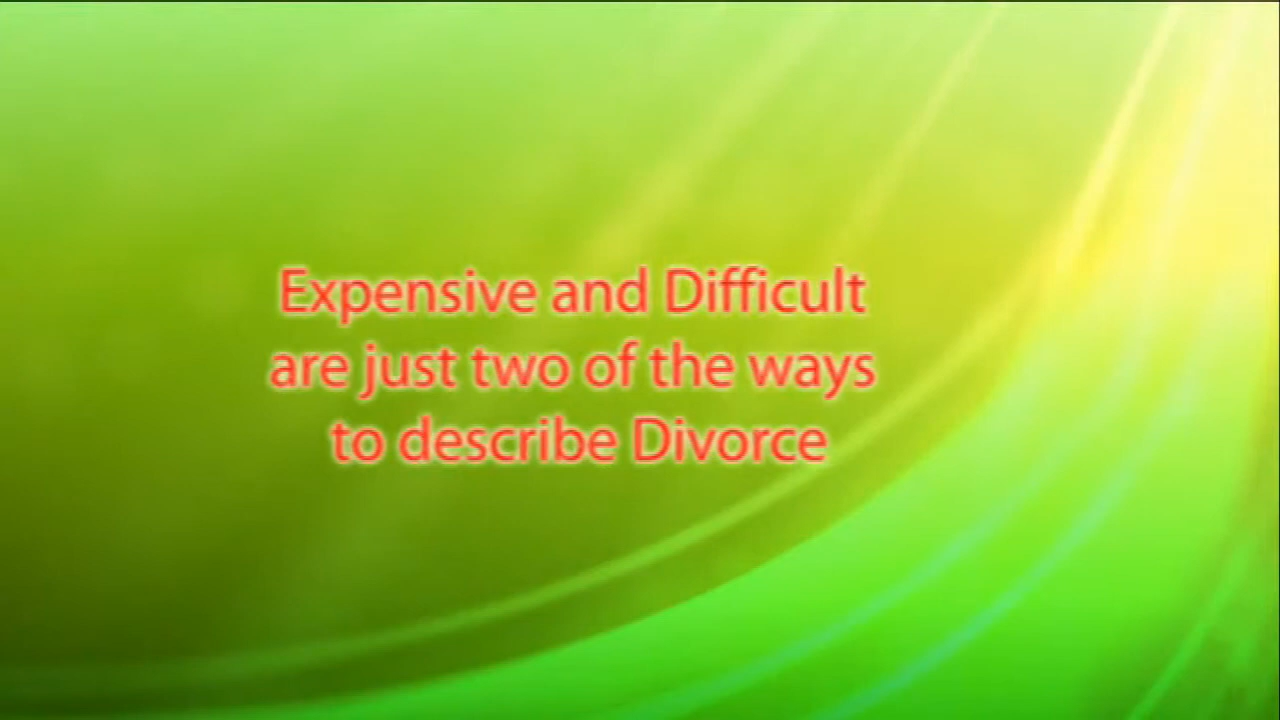 Expensive and Difficult
are just two of the ways
to describe Divorce